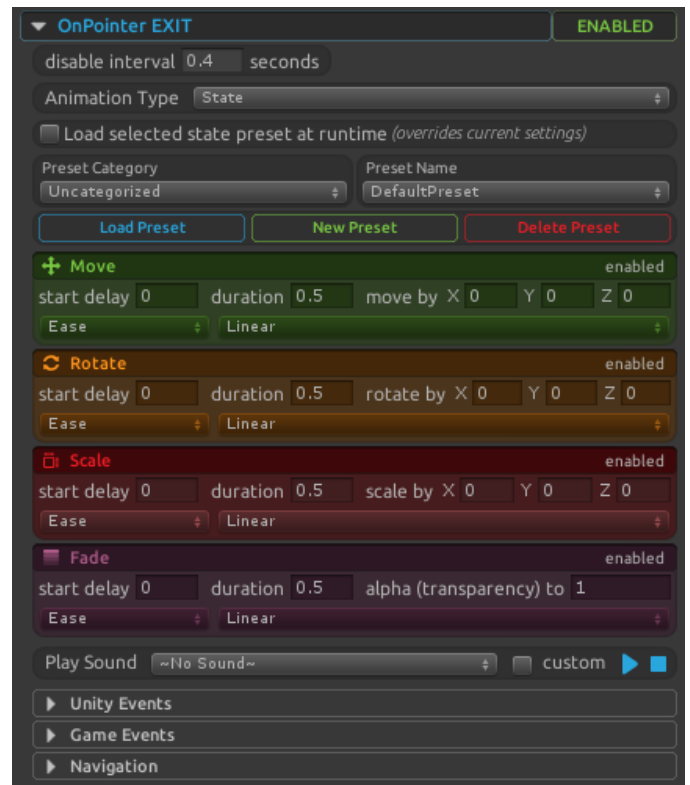 OnPointer EXIT ENABLED
disable interval 0.4 seconds
Animation Type State
Load selected state preset at runtime (overrides current settings)
Preset Category Preset Name
Uncategorized DefaultPreset
Load Preset New Preset Delete Preset
Move enabled
start delay 0 duration 0.5 move by X 0 Y 0 Z 0
Ease Linear
Rotate enabled
start delay 0 duration 0.5 rotate by X 0 Y 0 Z 0
Ease Linear
Scale enabled
start delay 0 duration 0.5 scale by X 0 Y 0 Z 0
Ease Linear
Fade enabled
start delay 0 duration 0.5 alpha (transparency) to 1
Ease Linear
Play Sound ~No Sound~ custom
Unity Events
Game Events
Navigation